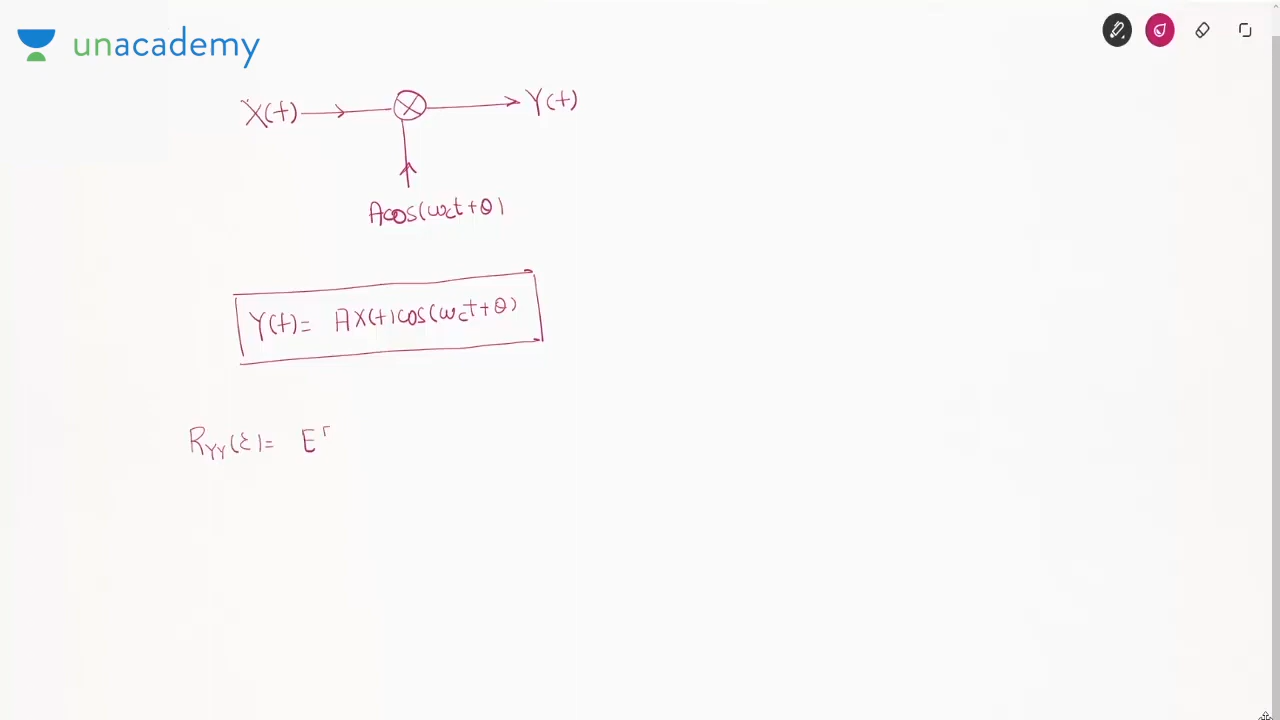 unacademy
X(t) Y(t)
Acos(ωct+θ)
Y(t)= AX(t)cos(ωct+θ)
RYY(τ)= E[